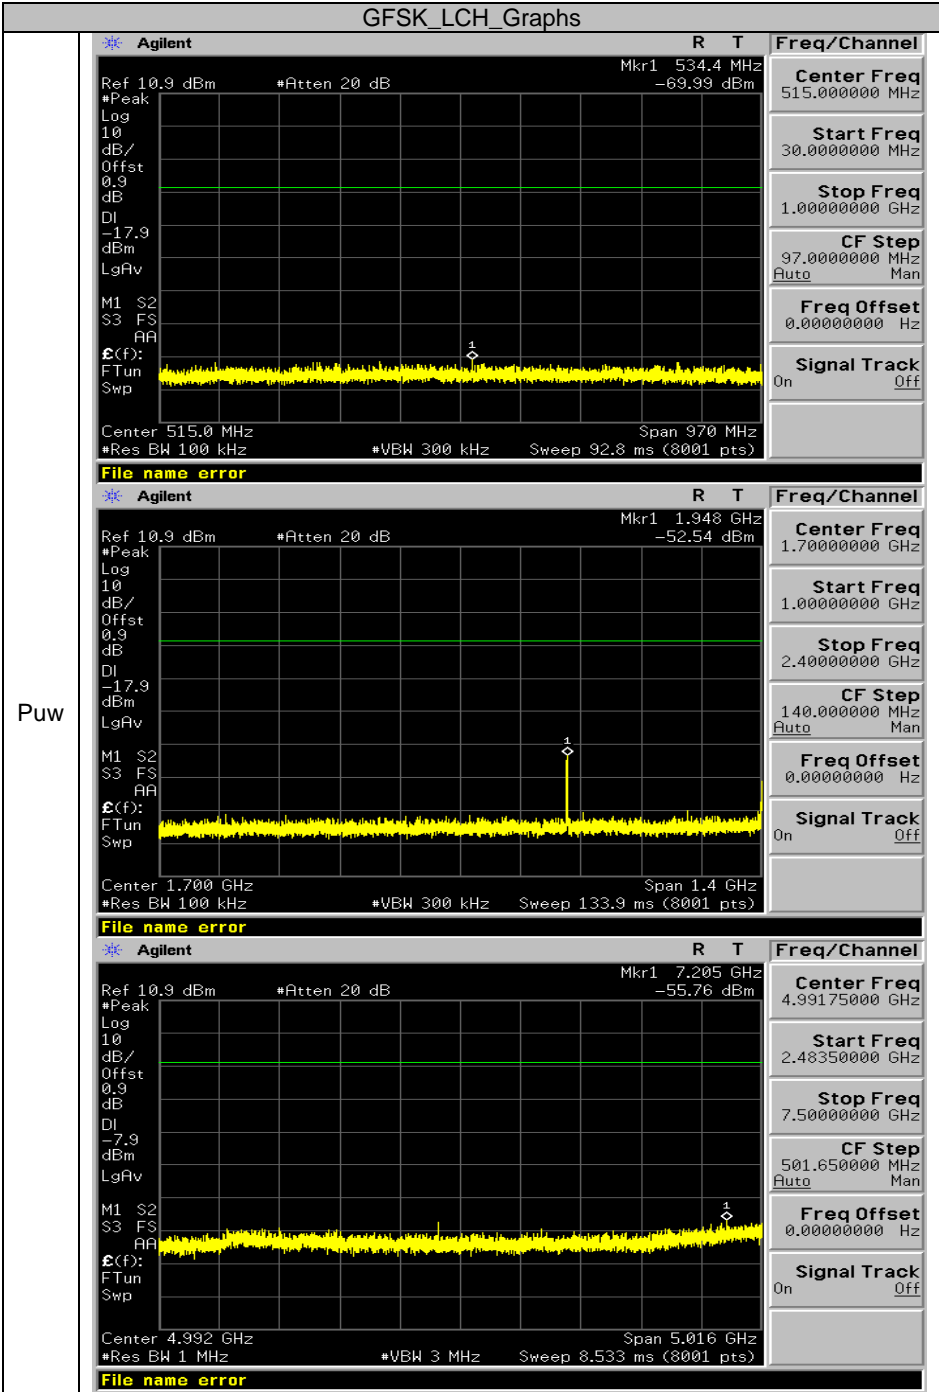 GFSK_LCH_Graphs
Puw
Agilent R T Freq/Channel
Mkr1 534.4 MHz
Ref 10.9 dBm #Atten 20 dB -69.99 dBm
#Peak
Log
10
dB/
Offst
0.9
dB
DI
-17.9
dBm
LgAv
M1 S2
S3 FS
AA
£(f):
FTun
Swp
1
Center 515.0 MHz Span 970 MHz
#Res BW 100 kHz #VBW 300 kHz Sweep 92.8 ms (8001 pts)
File name error
Center Freq
515.000000 MHz
Start Freq
30.0000000 MHz
Stop Freq
1.00000000 GHz
CF Step
97.0000000 MHz
Auto Man
Freq Offset
0.00000000 Hz
Signal Track
On Off
Agilent R T Freq/Channel
Mkr1 1.948 GHz
Ref 10.9 dBm #Atten 20 dB -52.54 dBm
#Peak
Log
10
dB/
Offst
0.9
dB
DI
-17.9
dBm
LgAv
M1 S2
S3 FS
AA
£(f):
FTun
Swp
1
Center 1.700 GHz Span 1.4 GHz
#Res BW 100 kHz #VBW 300 kHz Sweep 133.9 ms (8001 pts)
File name error
Center Freq
1.70000000 GHz
Start Freq
1.00000000 GHz
Stop Freq
2.40000000 GHz
CF Step
140.000000 MHz
Auto Man
Freq Offset
0.00000000 Hz
Signal Track
On Off
Agilent R T Freq/Channel
Mkr1 7.205 GHz
Ref 10.9 dBm #Atten 20 dB -55.76 dBm
#Peak
Log
10
dB/
Offst
0.9
dB
DI
-7.9
dBm
LgAv
M1 S2
S3 FS
AA
£(f):
FTun
Swp
1
Center 4.992 GHz Span 5.016 GHz
#Res BW 1 MHz #VBW 3 MHz Sweep 8.533 ms (8001 pts)
File name error
Center Freq
4.99175000 GHz
Start Freq
2.48350000 GHz
Stop Freq
7.50000000 GHz
CF Step
501.650000 MHz
Auto Man
Freq Offset
0.00000000 Hz
Signal Track
On Off